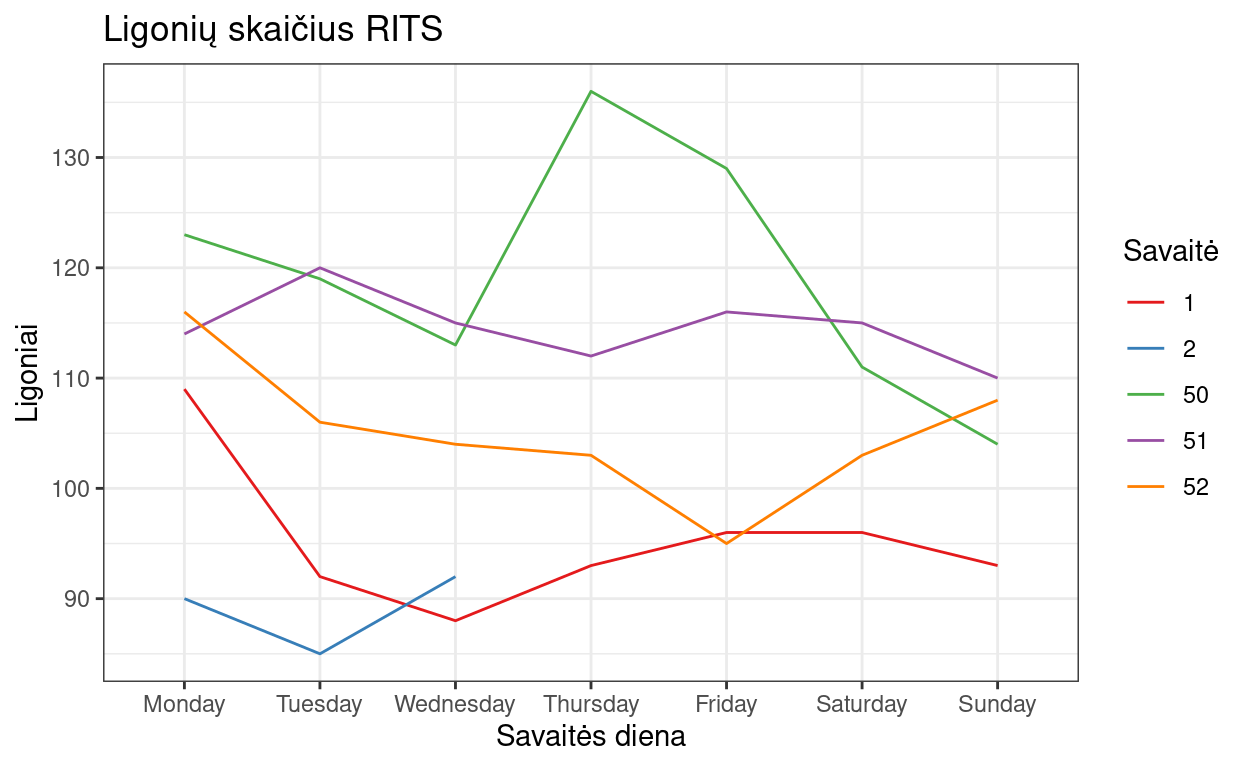 Ligonių skaičius RITS
Ligoniai
130
120
110
100
90
Monday Tuesday Wednesday Thursday Friday Saturday Sunday
Savaitės diena
Savaitė
1
2
50
51
52